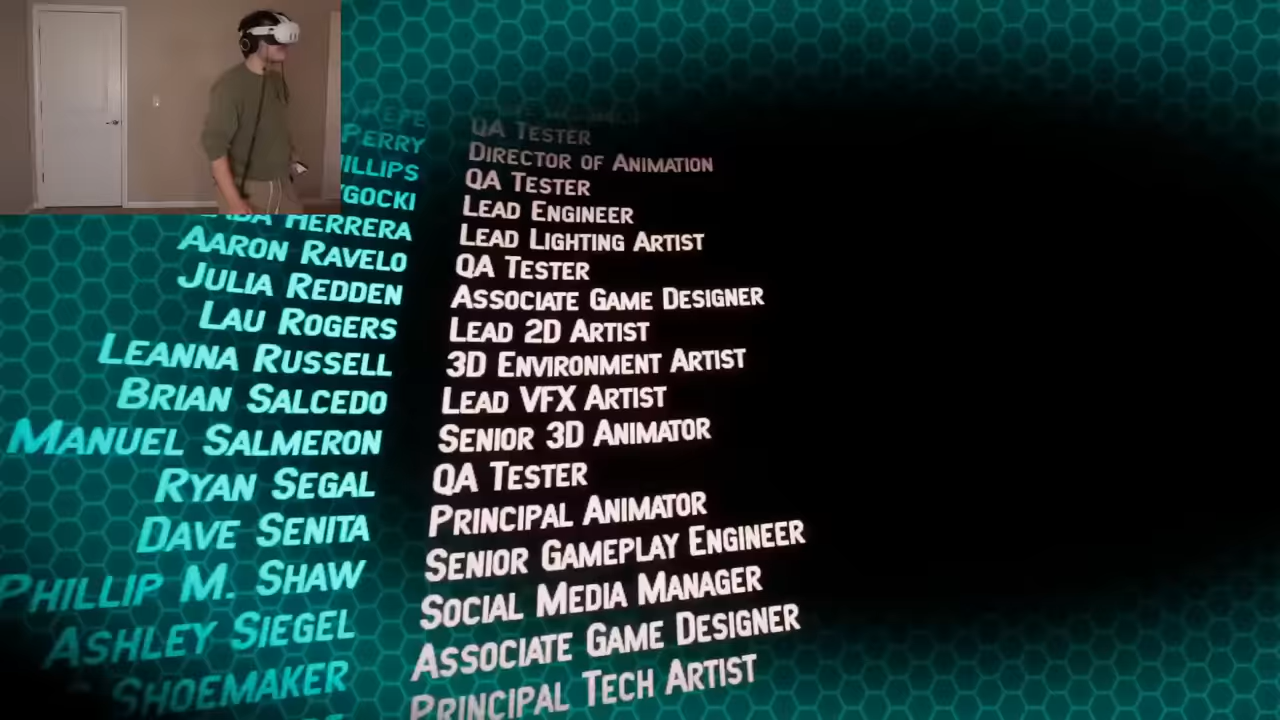 QA Tester
Perry Director of Animation
QA Tester
Lead Engineer
Herrera Lead Lighting Artist
Aaron Ravelo QA Tester
Julia Redden Associate Game Designer
Lau Rogers Lead 2D Artist
Leanna Russell 3D Environment Artist
Brian Salcedo Lead VFX Artist
Manuel Salmeron Senior 3D Animator
Ryan Segal QA Tester
Dave Senita Principal Animator
Phillip M. Shaw Senior Gameplay Engineer
Ashley Siegel Social Media Manager
Shoemaker Associate Game Designer
Principal Tech Artist